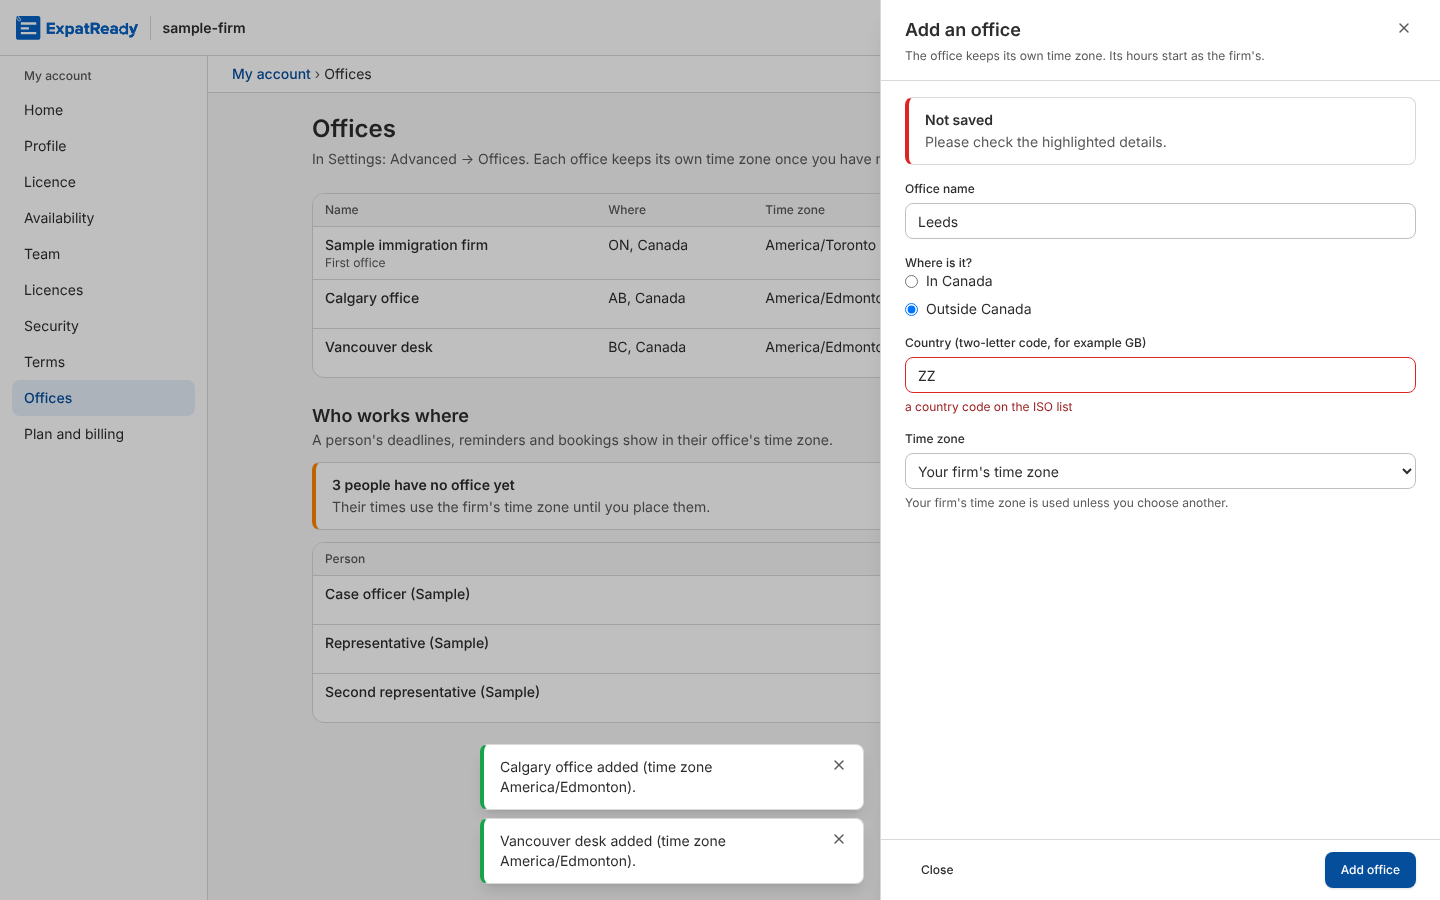 ExpatReady
sample-firm
My account
Home
Profile
Licence
Availability
Team
Licences
Security
Terms
Offices
Plan and billing
My account › Offices
Offices
In Settings: Advanced → Offices. Each office keeps its own time zone once you have
Name Where Time zone
Sample immigration firm ON, Canada America/Toronto
First office
Calgary office AB, Canada America/Edmonto
Vancouver desk BC, Canada America/Edmonto
Who works where
A person's deadlines, reminders and bookings show in their office's time zone.
3 people have no office yet
Their times use the firm's time zone until you place them.
Person
Case officer (Sample)
Representative (Sample)
Second representative (Sample)
Calgary office added (time zone
America/Edmonton).
Vancouver desk added (time zone
America/Edmonton).
Add an office
The office keeps its own time zone. Its hours start as the firm's.
Not saved
Please check the highlighted details.
Office name
Leeds
Where is it?
In Canada
Outside Canada
Country (two-letter code, for example GB)
ZZ
a country code on the ISO list
Time zone
Your firm's time zone
Your firm's time zone is used unless you choose another.
Close
Add office